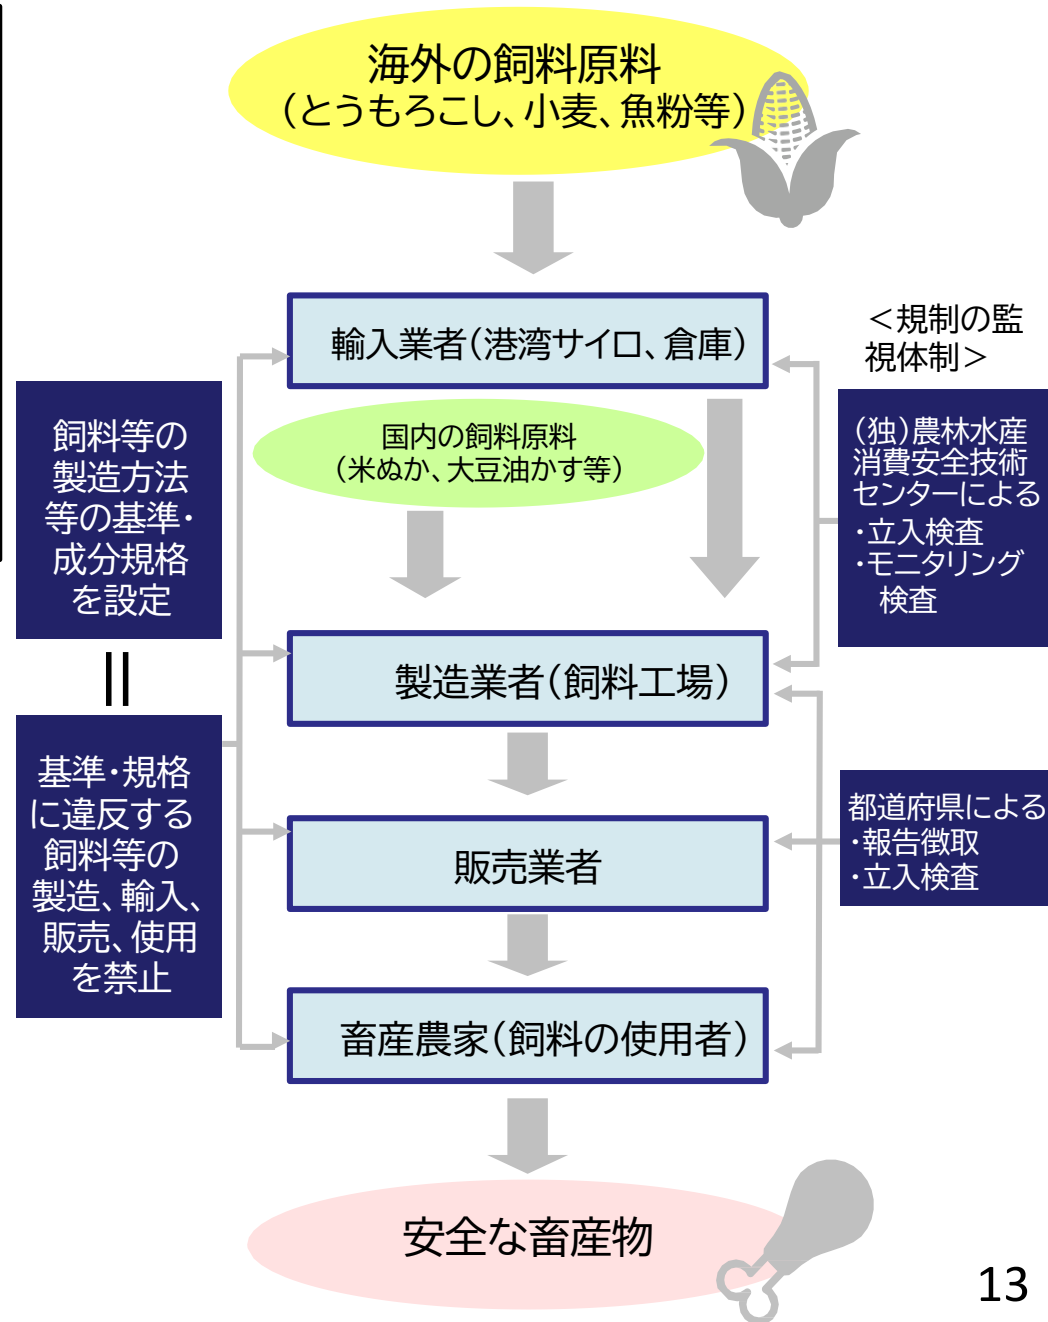 海外の飼料原料
（とうもろこし、小麦、魚粉等）
輸入業者（港湾サイロ、倉庫）
＜規制の監
視体制＞
国内の飼料原料
（米ぬか、大豆油かす等）
飼料等の
製造方法
等の基準・
成分規格
を設定
||
基準・規格
に違反する
飼料等の
製造、輸入、
販売、使用
を禁止
（独）農林水産
消費安全技術
センターによる
・立入検査
・モニタリング
検査
製造業者（飼料工場）
都道府県による
・報告徴取
・立入検査
販売業者
畜産農家（飼料の使用者）
安全な畜産物
13